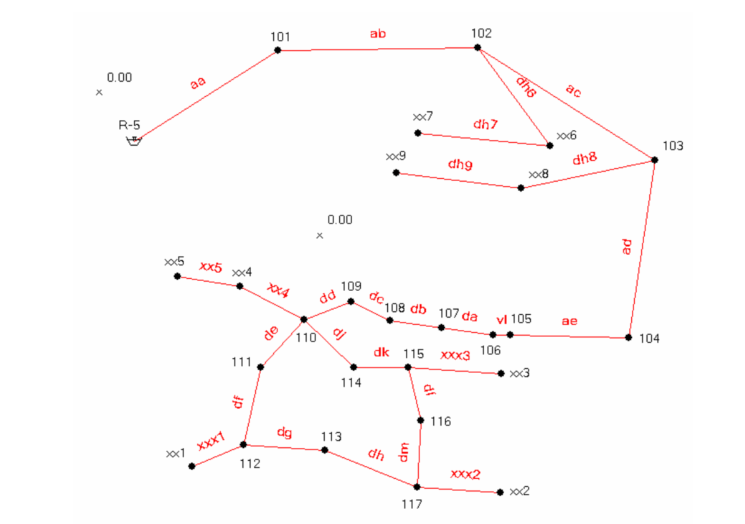 101
ab
102
0.00
aa
dh6
ac
R-5
xx7
dh7
xx6
103
xx9
dh9
xx8
dh8
0.00
ad
xx5
xx5
xx4
xx4
109
dd
dc
108
db
107
da
vl
105
ae
110
106
104
de
dj
dk
115
xxx3
111
114
xx3
df
116
xxx1
dg
113
dm
xx1
112
dh
xxx2
117
xx2